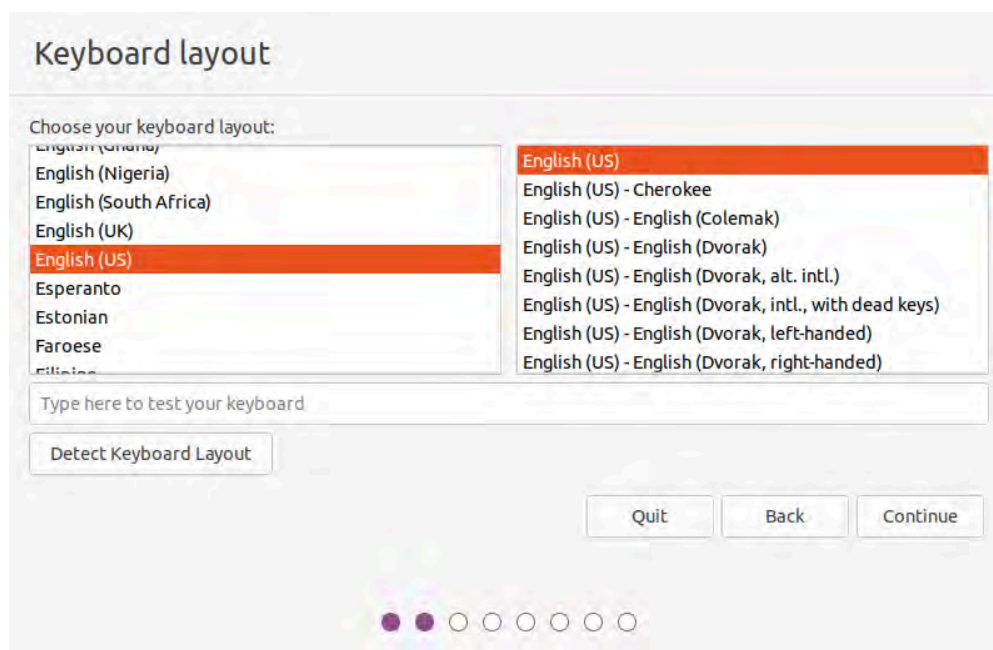 Keyboard layout
Choose your keyboard layout:
English (Ghana)
English (Nigeria)
English (South Africa)
English (UK)
English (US)
Esperanto
Estonian
Faroese
Filipino
English (US)
English (US) - Cherokee
English (US) - English (Colemak)
English (US) - English (Dvorak)
English (US) - English (Dvorak, alt. intl.)
English (US) - English (Dvorak, intl., with dead keys)
English (US) - English (Dvorak, left-handed)
English (US) - English (Dvorak, right-handed)
Type here to test your keyboard
Detect Keyboard Layout
Quit
Back
Continue